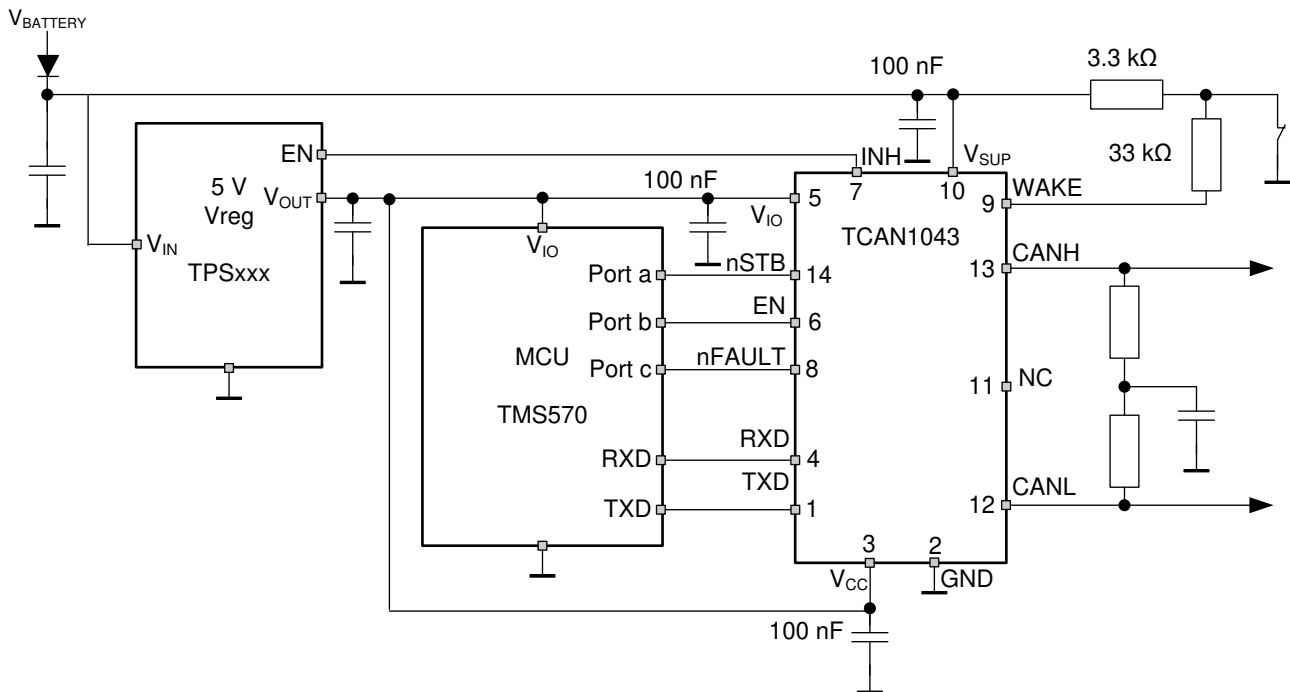 VBATTERY
100 nF
3.3 kΩ
33 kΩ
EN
5 V
Vreg
VOUT
VIN
TPSxxx
100 nF
INH
7
VSUP
10
WAKE
9
VIO
5
VIO
TCAN1043
CANH
13
Port a
nSTB
14
Port b
EN
6
MCU
Port c
nFAULT
8
NC
11
TMS570
RXD
RXD
4
TXD
TXD
1
CANL
12
3
2
VCC
GND
100 nF